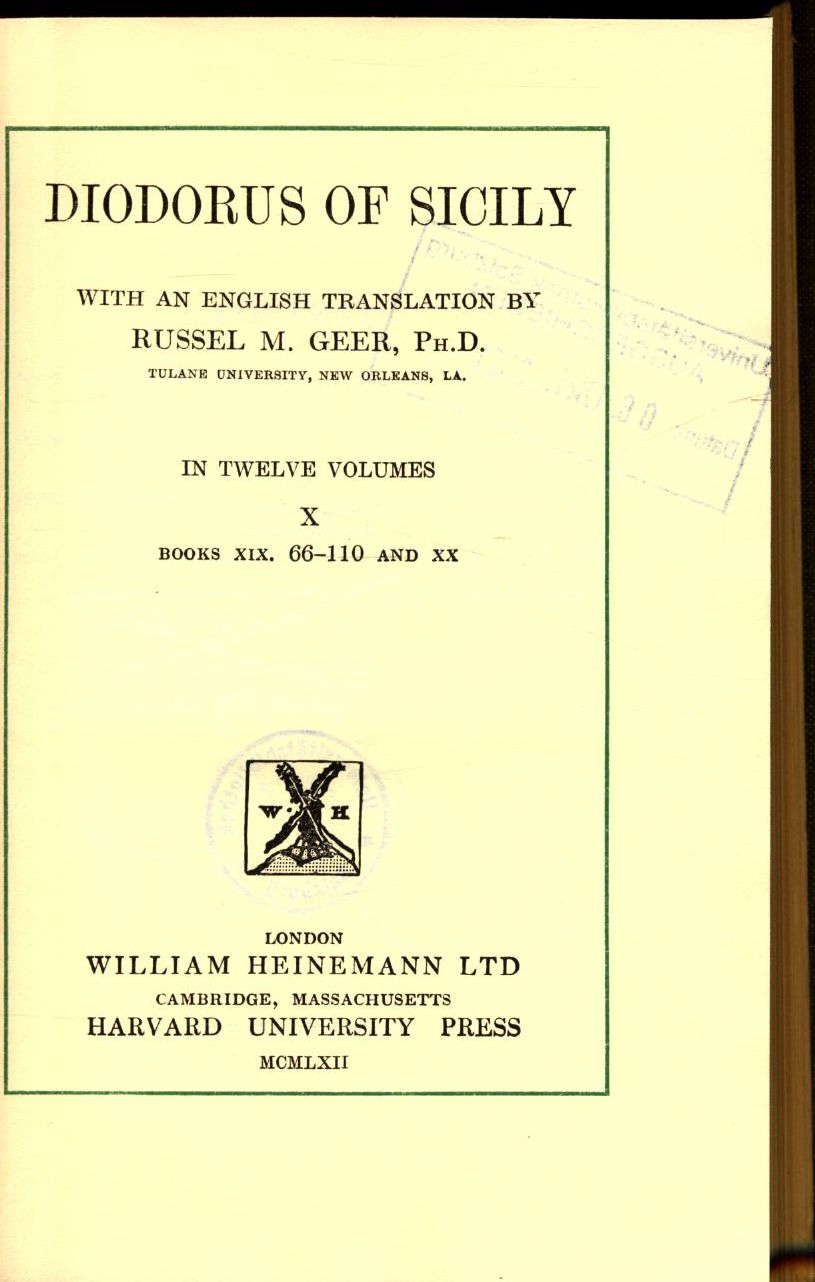 DIODORUS OF SICILY
WITH AN ENGLISH TRANSLATION BY
RUSSEL M. GEER, PH.D.
TULANE UNIVERSITY, NEW ORLEANS, LA.
IN TWELVE VOLUMES
X
BOOKS XIX. 66–110 AND XX
W · H
LONDON
WILLIAM HEINEMANN LTD
CAMBRIDGE, MASSACHUSETTS
HARVARD UNIVERSITY PRESS
MCMLXII